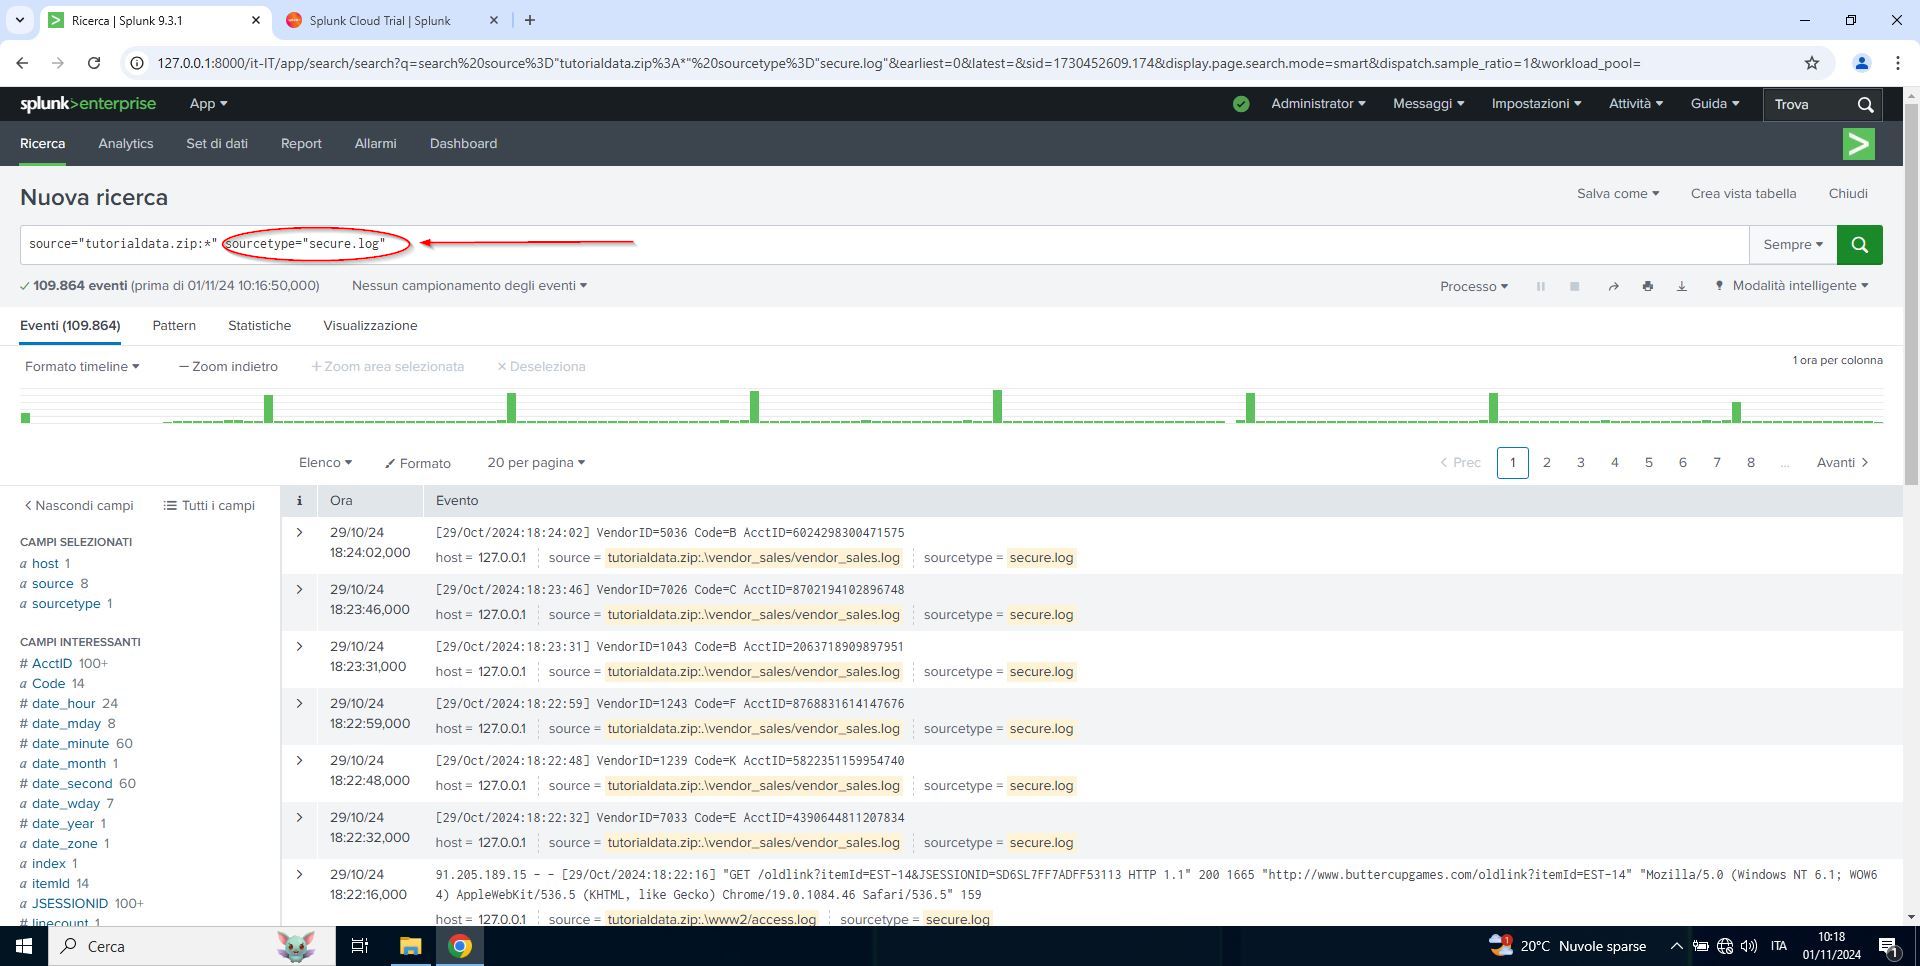 Ricerca | Splunk 9.3.1
Splunk Cloud Trial | Splunk
127.0.0.1:8000/it-IT/app/search/search?q=search%20source%3D"tutorialdata.zip%3A*"%20sourcetype%3D"secure.log"&earliest=0&latest=&sid=1730452609.174&display.page.search.mode=smart&dispatch.sample_ratio=1&workload_pool=
splunk>enterprise App Administrator Messaggi Impostazioni Attività Guida Trova
Ricerca Analytics Set di dati Report Allarmi Dashboard
Nuova ricerca Salva come Crea vista tabella Chiudi
source="tutorialdata.zip:*" sourcetype="secure.log" Sempre
109.864 eventi (prima di 01/11/24 10:16:50,000) Nessun campionamento degli eventi Processo Modalità intelligente
Eventi (109.864) Pattern Statistiche Visualizzazione
Formato timeline — Zoom indietro + Zoom area selezionata × Deseleziona 1 ora per colonna
Elenco Formato 20 per pagina < Prec 1 2 3 4 5 6 7 8 ... Avanti >
< Nascondi campi Tutti i campi
CAMPI SELEZIONATI
a host 1
a source 8
a sourcetype 1
CAMPI INTERESSANTI
# AcctID 100+
a Code 14
# date_hour 24
# date_mday 8
# date_minute 60
a date_month 1
# date_second 60
a date_wday 7
# date_year 1
a date_zone 1
a index 1
a itemId 14
a JSESSIONID 100+
# linecount 1
i Ora Evento
> 29/10/24 [29/Oct/2024:18:24:02] VendorID=5036 Code=B AcctID=6024298300471575
18:24:02,000 host = 127.0.0.1 source = tutorialdata.zip:.\vendor_sales/vendor_sales.log sourcetype = secure.log
> 29/10/24 [29/Oct/2024:18:23:46] VendorID=7026 Code=C AcctID=8702194102896748
18:23:46,000 host = 127.0.0.1 source = tutorialdata.zip:.\vendor_sales/vendor_sales.log sourcetype = secure.log
> 29/10/24 [29/Oct/2024:18:23:31] VendorID=1043 Code=B AcctID=2063718909897951
18:23:31,000 host = 127.0.0.1 source = tutorialdata.zip:.\vendor_sales/vendor_sales.log sourcetype = secure.log
> 29/10/24 [29/Oct/2024:18:22:59] VendorID=1243 Code=F AcctID=8768831614147676
18:22:59,000 host = 127.0.0.1 source = tutorialdata.zip:.\vendor_sales/vendor_sales.log sourcetype = secure.log
> 29/10/24 [29/Oct/2024:18:22:48] VendorID=1239 Code=K AcctID=5822351159954740
18:22:48,000 host = 127.0.0.1 source = tutorialdata.zip:.\vendor_sales/vendor_sales.log sourcetype = secure.log
> 29/10/24 [29/Oct/2024:18:22:32] VendorID=7033 Code=E AcctID=4390644811207834
18:22:32,000 host = 127.0.0.1 source = tutorialdata.zip:.\vendor_sales/vendor_sales.log sourcetype = secure.log
> 29/10/24 91.205.189.15 - - [29/Oct/2024:18:22:16] "GET /oldlink?itemId=EST-14&JSESSIONID=SD6SL7FF7ADFF53113 HTTP 1.1" 200 1665 "http://www.buttercupgames.com/oldlink?itemId=EST-14" "Mozilla/5.0 (Windows NT 6.1; WOW6
18:22:16,000 4) AppleWebKit/536.5 (KHTML, like Gecko) Chrome/19.0.1084.46 Safari/536.5" 159
host = 127.0.0.1 source = tutorialdata.zip:.\www2/access.log sourcetype = secure.log
Cerca 1 20°C Nuvole sparse ITA 10:18
01/11/2024 1